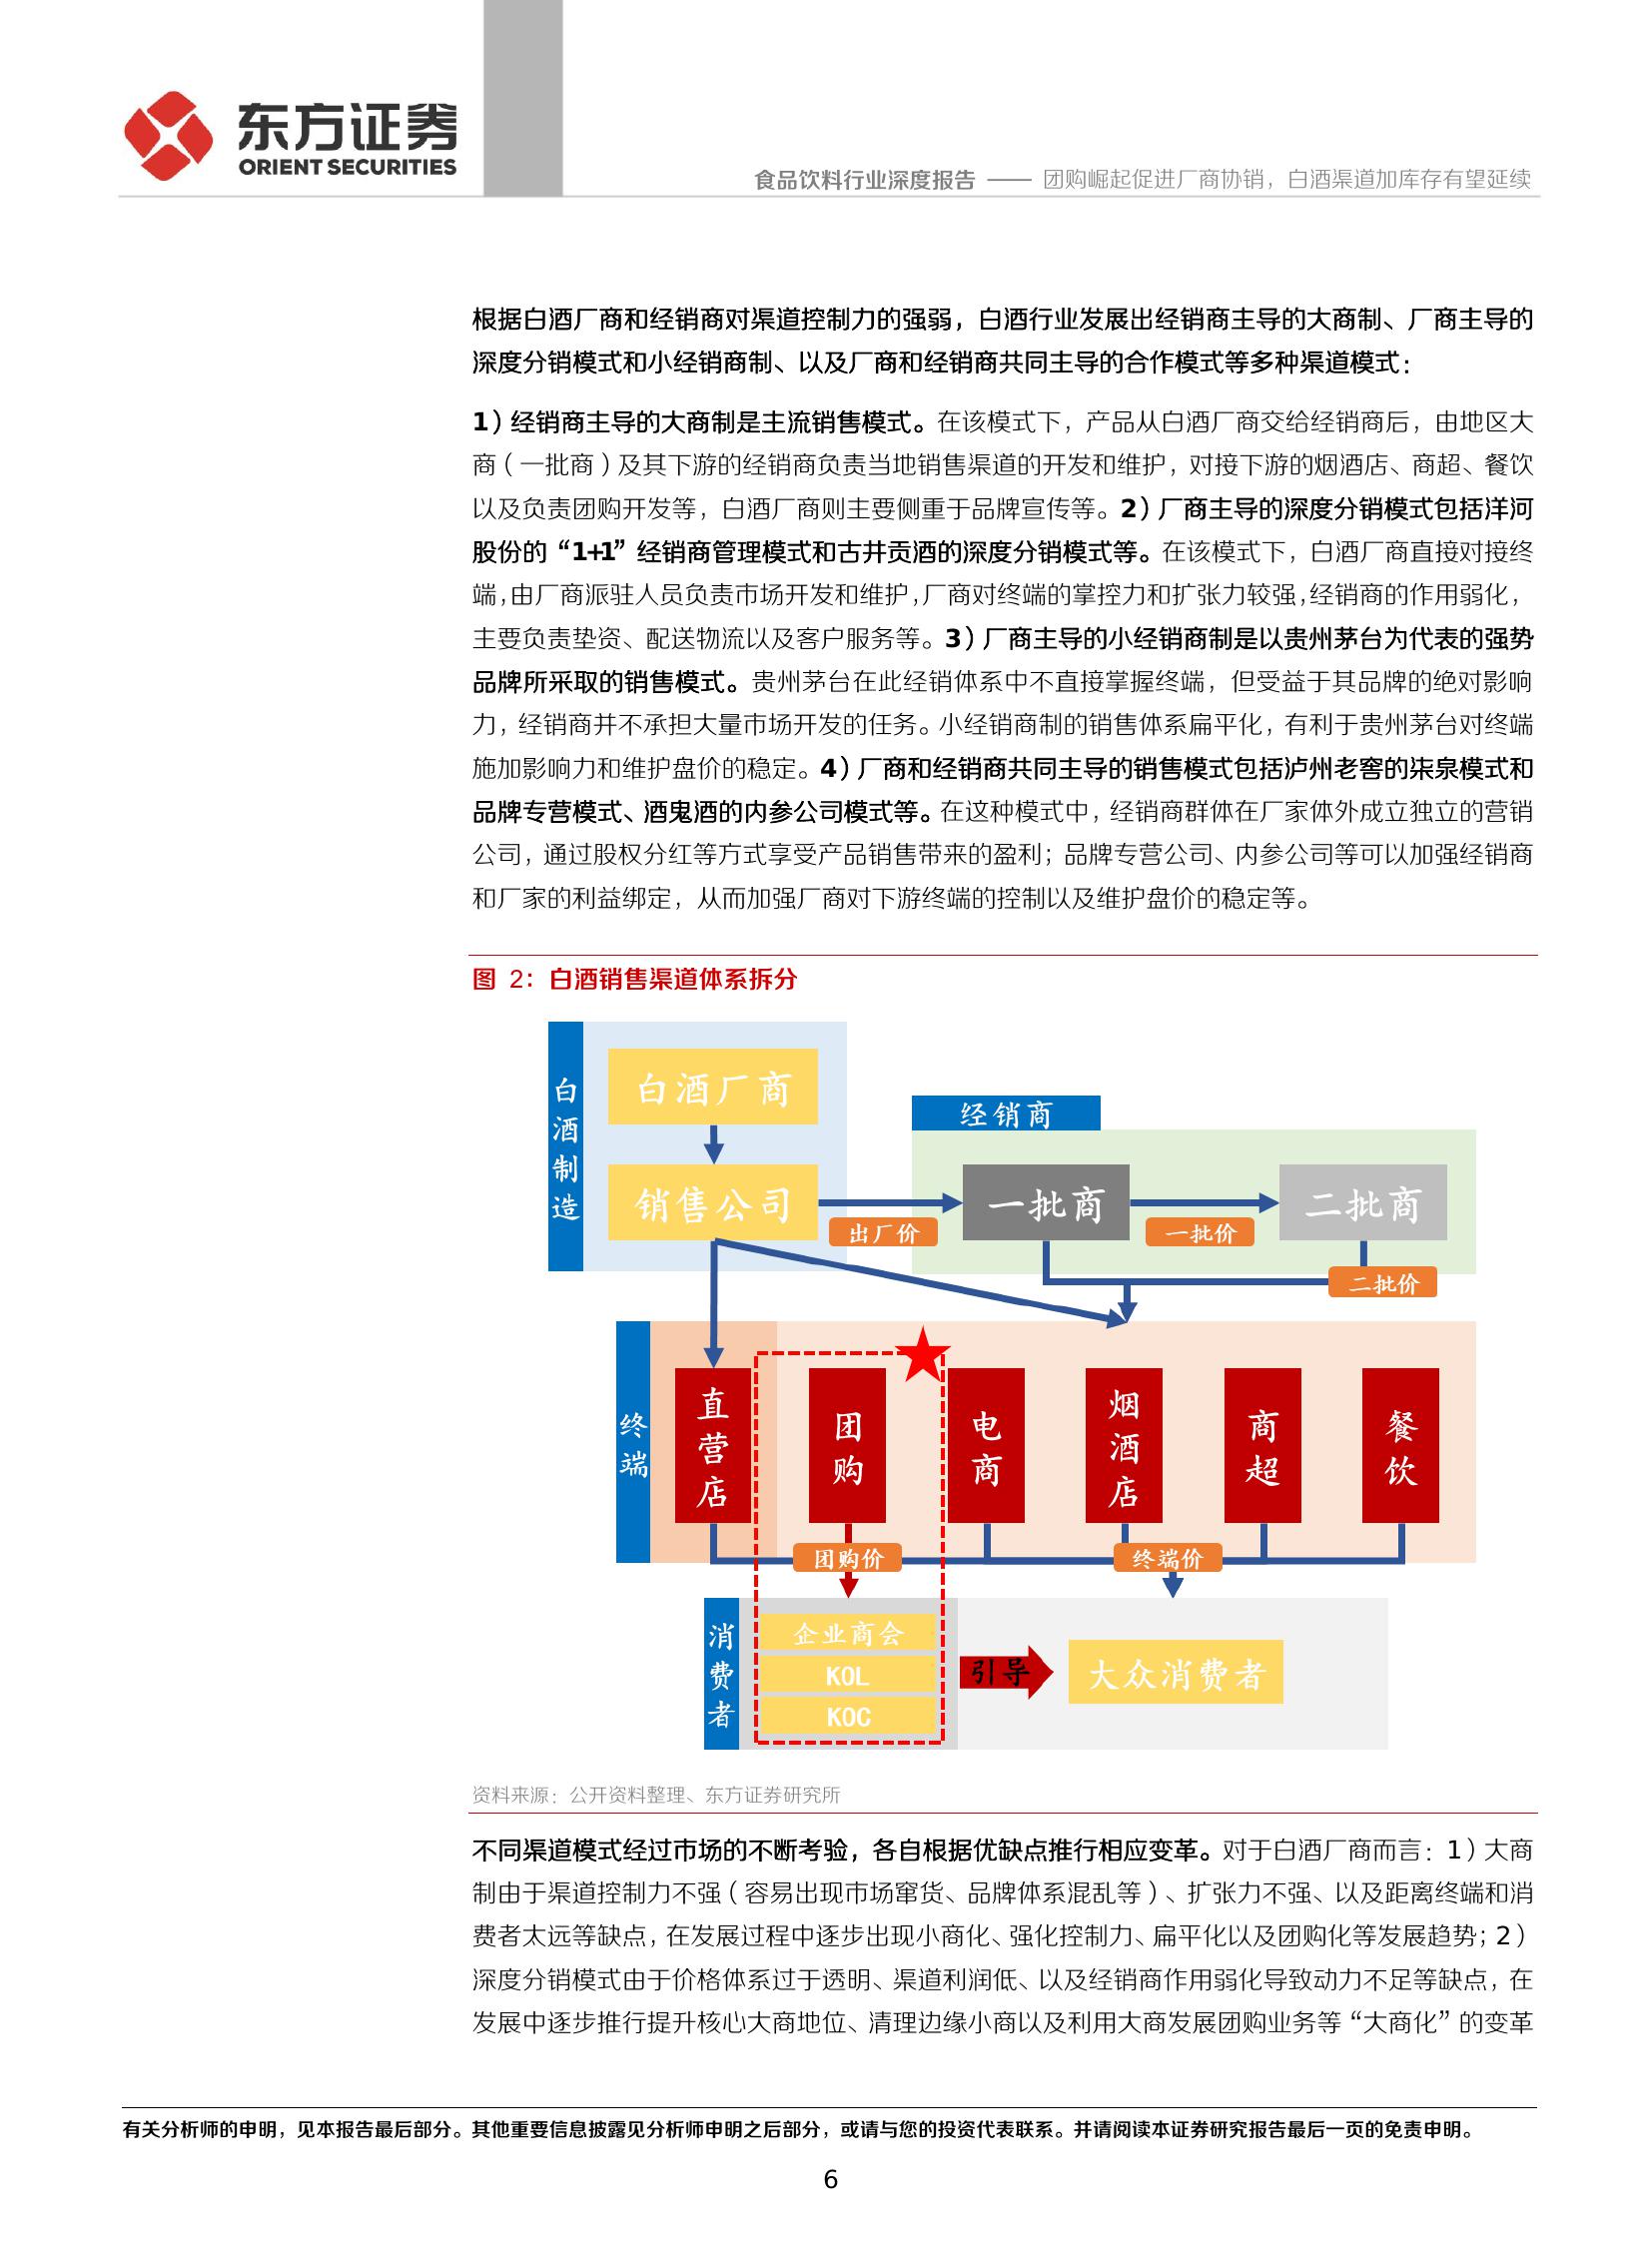 东方证券
ORIENT SECURITIES
食品饮料行业深度报告 —— 团购崛起促进厂商协销，白酒渠道加库存有望延续
根据白酒厂商和经销商对渠道控制力的强弱，白酒行业发展出经销商主导的大商制、厂商主导的
深度分销模式和小经销商制、以及厂商和经销商共同主导的合作模式等多种渠道模式：
1）经销商主导的大商制是主流销售模式。在该模式下，产品从白酒厂商交给经销商后，由地区大
商（一批商）及其下游的经销商负责当地销售渠道的开发和维护，对接下游的烟酒店、商超、餐饮
以及负责团购开发等，白酒厂商则主要侧重于品牌宣传等。2）厂商主导的深度分销模式包括洋河
股份的“1+1”经销商管理模式和古井贡酒的深度分销模式等。在该模式下，白酒厂商直接对接终
端，由厂商派驻人员负责市场开发和维护，厂商对终端的掌控力和扩张力较强，经销商的作用弱化，
主要负责垫资、配送物流以及客户服务等。3）厂商主导的小经销商制是以贵州茅台为代表的强势
品牌所采取的销售模式。贵州茅台在此经销体系中不直接掌握终端，但受益于其品牌的绝对影响
力，经销商并不承担大量市场开发的任务。小经销商制的销售体系扁平化，有利于贵州茅台对终端
施加影响力和维护盘价的稳定。4）厂商和经销商共同主导的销售模式包括泸州老窖的柒泉模式和
品牌专营模式、酒鬼酒的内参公司模式等。在这种模式中，经销商群体在厂家体外成立独立的营销
公司，通过股权分红等方式享受产品销售带来的盈利；品牌专营公司、内参公司等可以加强经销商
和厂家的利益绑定，从而加强厂商对下游终端的控制以及维护盘价的稳定等。
图 2：白酒销售渠道体系拆分
白酒制造
白酒厂商
经销商
销售公司
出厂价
一批商
一批价
二批商
二批价
终端
直营店
团购
电商
烟酒店
商超
餐饮
团购价
终端价
消费者
企业商会
KOL
KOC
引导
大众消费者
资料来源：公开资料整理、东方证券研究所
不同渠道模式经过市场的不断考验，各自根据优缺点推行相应变革。对于白酒厂商而言：1）大商
制由于渠道控制力不强（容易出现市场窜货、品牌体系混乱等）、扩张力不强、以及距离终端和消
费者太远等缺点，在发展过程中逐步出现小商化、强化控制力、扁平化以及团购化等发展趋势；2）
深度分销模式由于价格体系过于透明、渠道利润低、以及经销商作用弱化导致动力不足等缺点，在
发展中逐步推行提升核心大商地位、清理边缘小商以及利用大商发展团购业务等“大商化”的变革
有关分析师的申明，见本报告最后部分。其他重要信息披露见分析师申明之后部分，或请与您的投资代表联系。并请阅读本证券研究报告最后一页的免责申明。
6